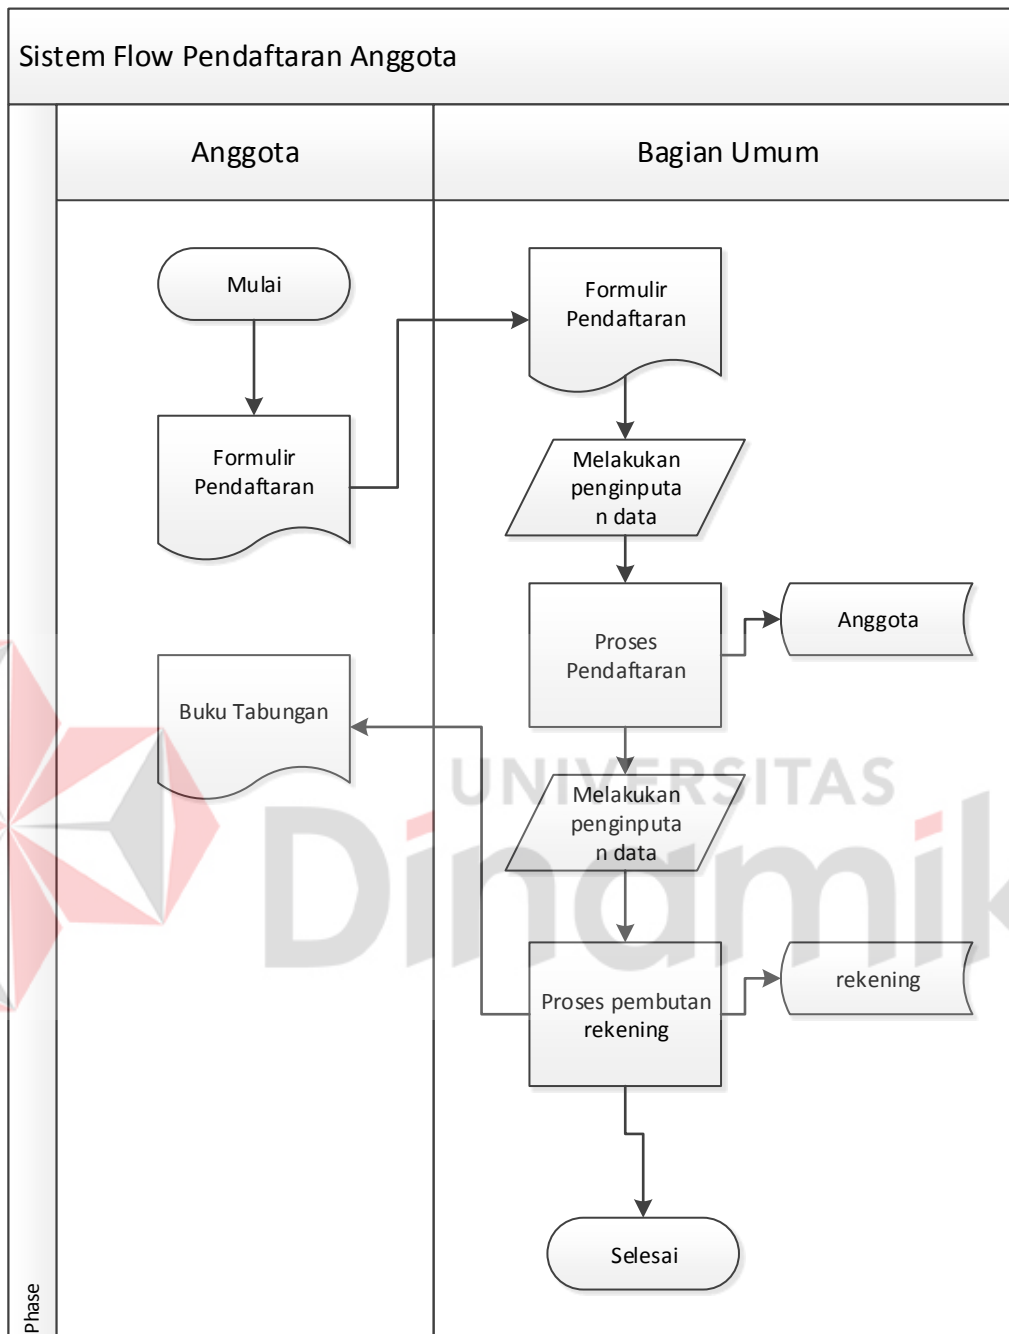 Sistem Flow Pendaftaran Anggota
Anggota
Bagian Umum
Mulai
Formulir
Pendaftaran
Formulir
Pendaftaran
Melakukan
penginputa
n data
Proses
Pendaftaran
Anggota
Buku Tabungan
UNIVERSITAS
Dinamik
Melakukan
penginputa
n data
Proses pembutan
rekening
rekening
Selesai
Phase